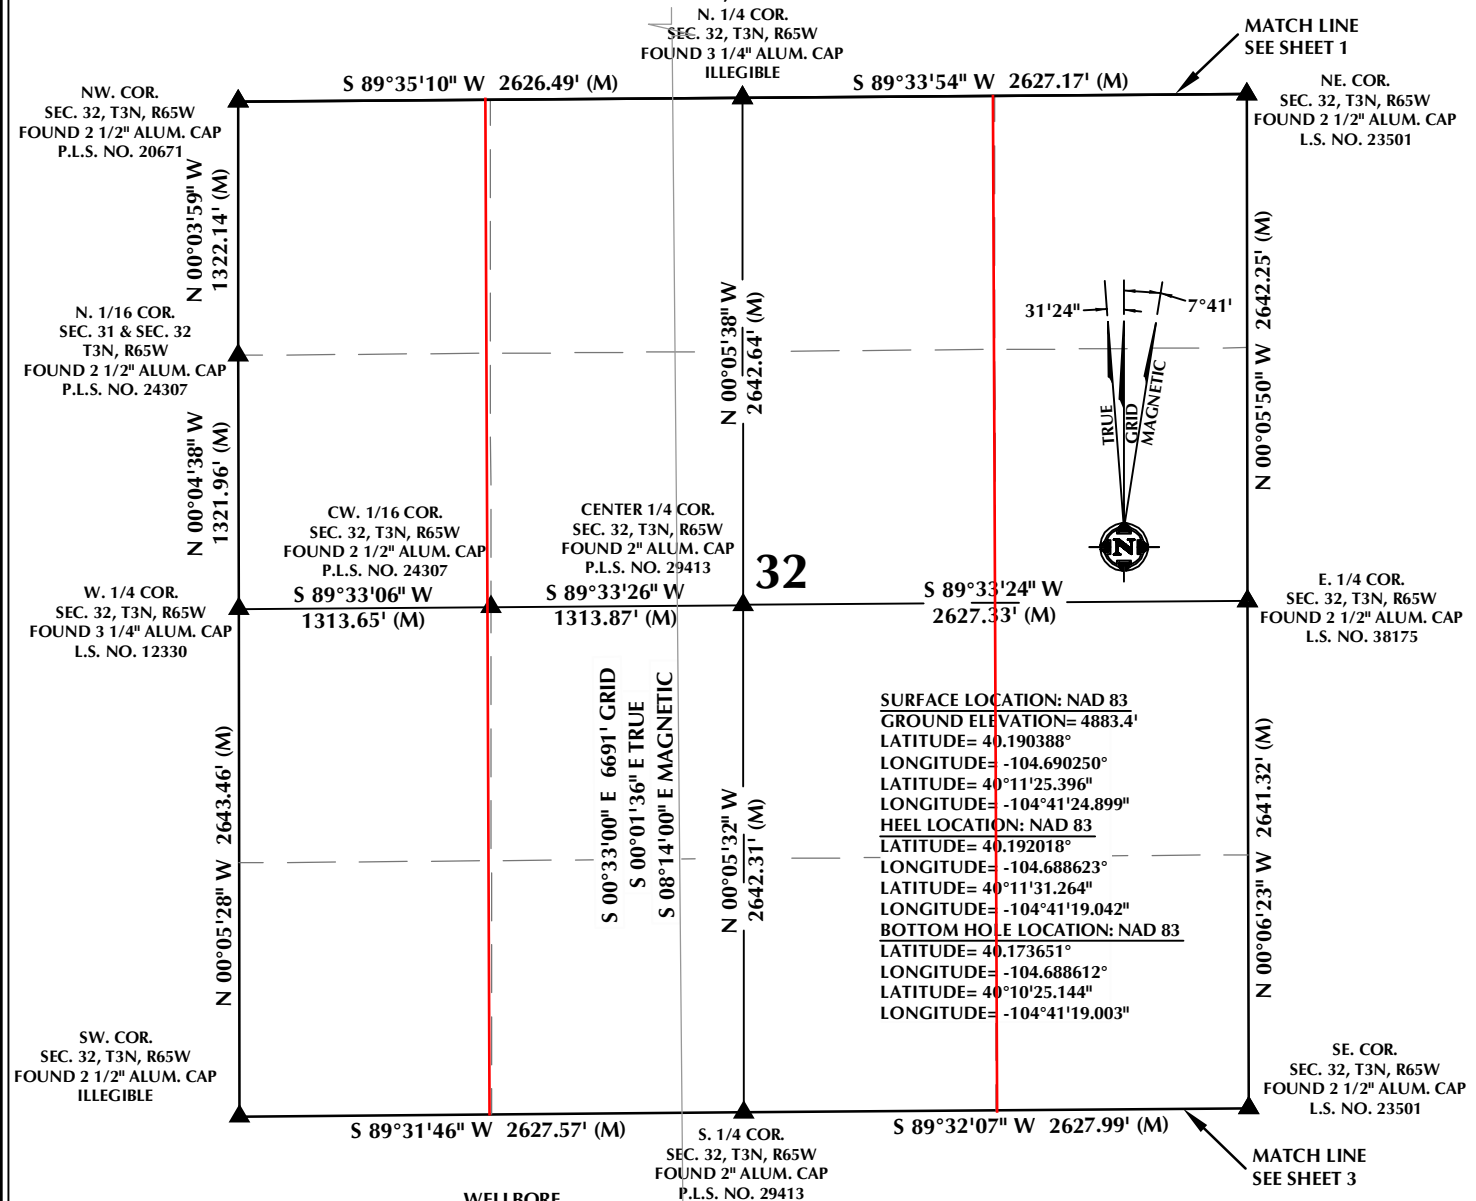 N. 1/4 COR.
SEC. 32, T3N, R65W
FOUND 3 1/4" ALUM. CAP
ILLEGIBLE
MATCH LINE
SEE SHEET 1
S 89°35'10" W 2626.49' (M)
S 89°33'54" W 2627.17' (M)
NW. COR.
SEC. 32, T3N, R65W
FOUND 2 1/2" ALUM. CAP
P.L.S. NO. 20671
NE. COR.
SEC. 32, T3N, R65W
FOUND 2 1/2" ALUM. CAP
L.S. NO. 23501
N 00°03'59" W
1322.14' (M)
N. 1/16 COR.
SEC. 31 & SEC. 32
T3N, R65W
FOUND 2 1/2" ALUM. CAP
P.L.S. NO. 24307
N 00°05'38" W
2642.64' (M)
31'24"
7°41'
TRUE
GRID
MAGNETIC
N
N 00°05'50" W 2642.25' (M)
N 00°04'38" W
1321.96' (M)
CW. 1/16 COR.
SEC. 32, T3N, R65W
FOUND 2 1/2" ALUM. CAP
P.L.S. NO. 24307
CENTER 1/4 COR.
SEC. 32, T3N, R65W
FOUND 2" ALUM. CAP
P.L.S. NO. 29413
32
W. 1/4 COR.
SEC. 32, T3N, R65W
FOUND 3 1/4" ALUM. CAP
L.S. NO. 12330
S 89°33'06" W
1313.65' (M)
S 89°33'26" W
1313.87' (M)
S 89°33'24" W
2627.33' (M)
E. 1/4 COR.
SEC. 32, T3N, R65W
FOUND 2 1/2" ALUM. CAP
L.S. NO. 38175
S 00°33'00" E 6691' GRID
S 00°01'36" E TRUE
S 08°14'00" E MAGNETIC
SURFACE LOCATION: NAD 83
GROUND ELEVATION= 4883.4'
LATITUDE= 40.190388°
LONGITUDE= -104.690250°
LATITUDE= 40°11'25.396"
LONGITUDE= -104°41'24.899"
HEEL LOCATION: NAD 83
LATITUDE= 40.192018°
LONGITUDE= -104.688623°
LATITUDE= 40°11'31.264"
LONGITUDE= -104°41'19.042"
BOTTOM HOLE LOCATION: NAD 83
LATITUDE= 40.173651°
LONGITUDE= -104.688612°
LATITUDE= 40°10'25.144"
LONGITUDE= -104°41'19.003"
N 00°05'28" W 2643.46' (M)
N 00°05'32" W
2642.31' (M)
N 00°06'23" W 2641.32' (M)
SW. COR.
SEC. 32, T3N, R65W
FOUND 2 1/2" ALUM. CAP
ILLEGIBLE
SE. COR.
SEC. 32, T3N, R65W
FOUND 2 1/2" ALUM. CAP
L.S. NO. 23501
S 89°31'46" W 2627.57' (M)
S 89°32'07" W 2627.99' (M)
S. 1/4 COR.
SEC. 32, T3N, R65W
FOUND 2" ALUM. CAP
P.L.S. NO. 29413
MATCH LINE
SEE SHEET 3
WELLBORE